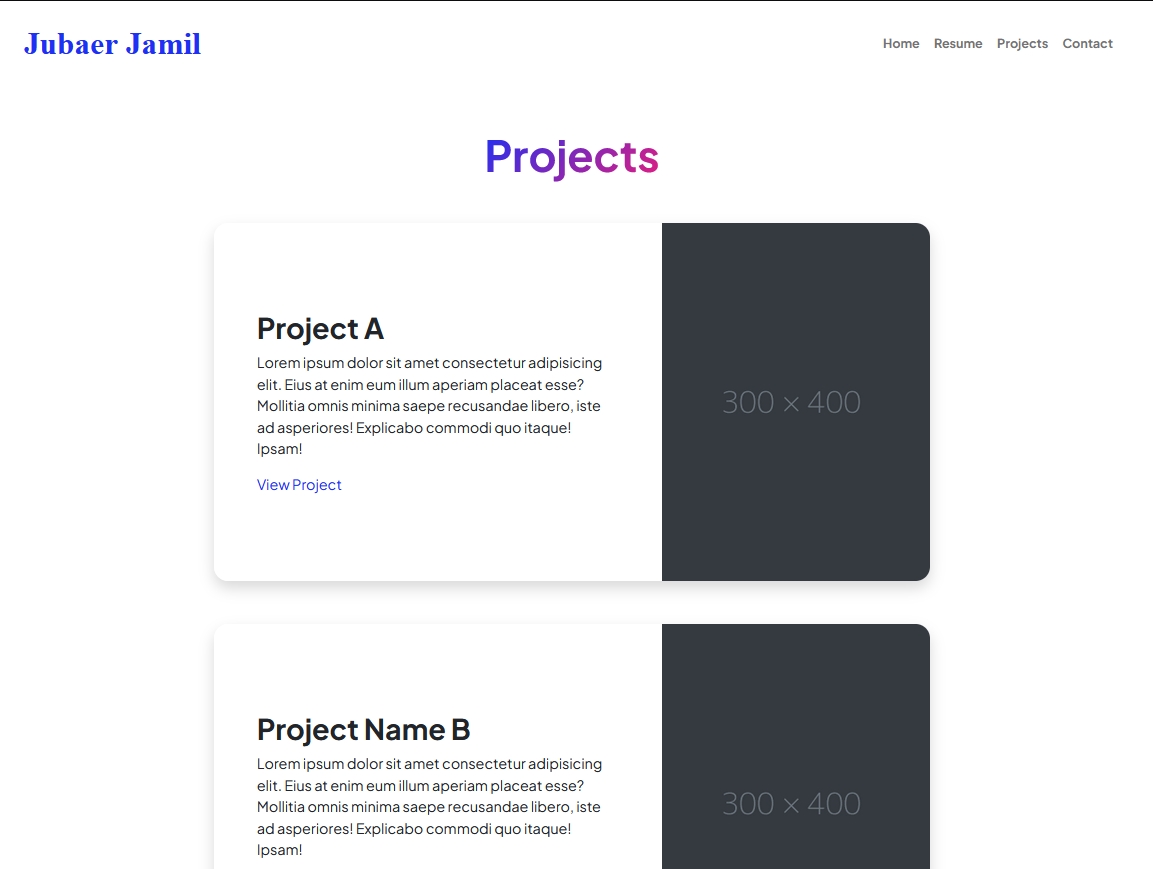 Jubaer Jamil
Home Resume Projects Contact
Projects
Project A
Lorem ipsum dolor sit amet consectetur adipisicing
elit. Eius at enim eum illum aperiam placeat esse?
Mollitia omnis minima saepe recusandae libero, iste
ad asperiores! Explicabo commodi quo itaque!
Ipsam!
View Project
300 × 400
Project Name B
Lorem ipsum dolor sit amet consectetur adipisicing
elit. Eius at enim eum illum aperiam placeat esse?
Mollitia omnis minima saepe recusandae libero, iste
ad asperiores! Explicabo commodi quo itaque!
Ipsam!
300 × 400